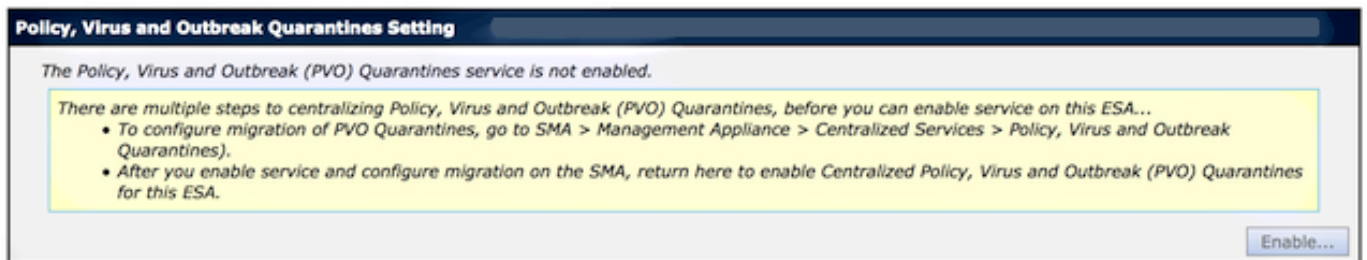 Policy, Virus and Outbreak Quarantines Setting
The Policy, Virus and Outbreak (PVO) Quarantines service is not enabled.
There are multiple steps to centralizing Policy, Virus and Outbreak (PVO) Quarantines, before you can enable service on this ESA...
• To configure migration of PVO Quarantines, go to SMA > Management Appliance > Centralized Services > Policy, Virus and Outbreak
Quarantines).
• After you enable service and configure migration on the SMA, return here to enable Centralized Policy, Virus and Outbreak (PVO) Quarantines
for this ESA.
Enable...